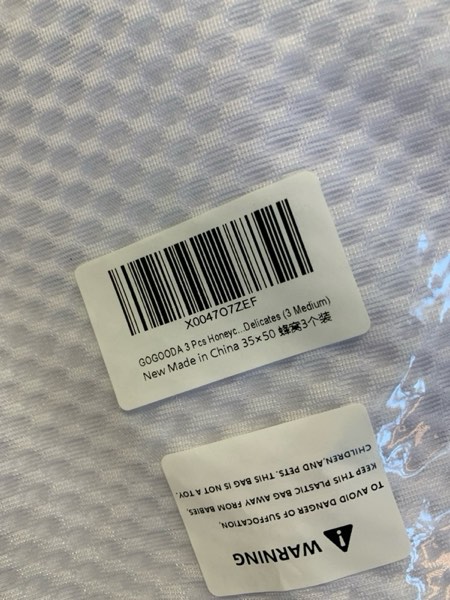 X004707ZEF
GOGOODA 3 Pcs Honeyc...Delicates (3 Medium)
New Made in China 35×50 蜂窝3个装
WARNING
TO AVOID DANGER OF SUFFOCATION,
KEEP THIS PLASTIC BAG AWAY FROM BABIES,
CHILDREN,AND PETS. THIS BAG IS NOT A TOY.